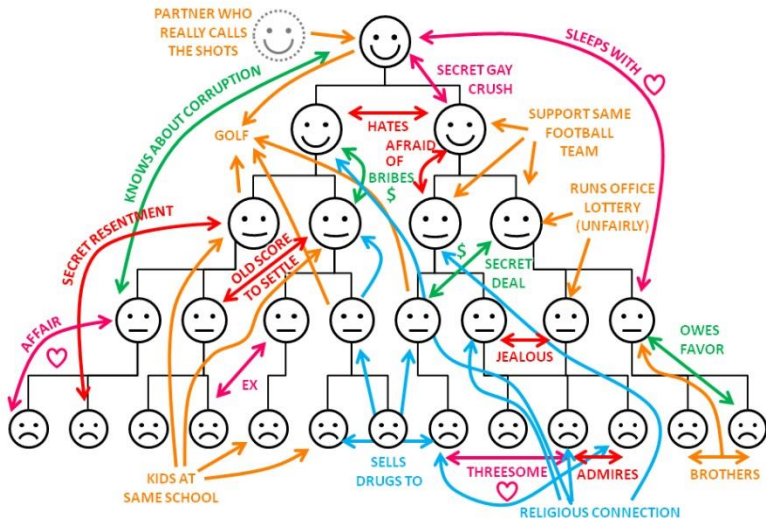 PARTNER WHO
REALLY CALLS
THE SHOTS
SLEEPS WITH
KNOWS ABOUT CORRUPTION
SECRET GAY
CRUSH
GOLF
HATES
SUPPORT SAME
FOOTBALL
TEAM
AFRAID
OF
BRIBES
$
RUNS OFFICE
LOTTERY
(UNFAIRLY)
SECRET RESENTMENT
OLD SCORE
TO SETTLE
$
SECRET
DEAL
AFFAIR
JEALOUS
OWES
FAVOR
EX
KIDS AT
SAME SCHOOL
SELLS
DRUGS TO
THREESOME
ADMIRES
BROTHERS
RELIGIOUS CONNECTION